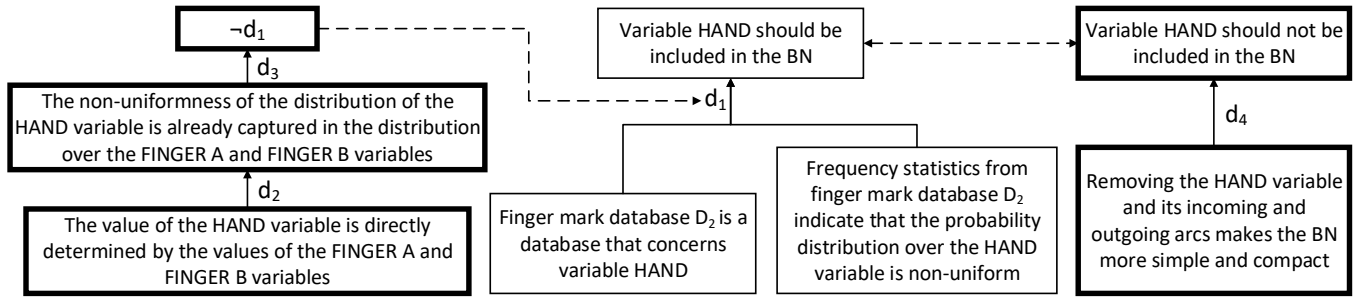 ¬d₁
d₃
The non-uniformness of the distribution of the
HAND variable is already captured in the distribution
over the FINGER A and FINGER B variables
d₂
The value of the HAND variable is directly
determined by the values of the FINGER A and
FINGER B variables
Variable HAND should be
included in the BN
d₁
Finger mark database D₂ is a
database that concerns
variable HAND
Frequency statistics from
finger mark database D₂
indicate that the probability
distribution over the HAND
variable is non-uniform
Variable HAND should not be
included in the BN
d₄
Removing the HAND variable
and its incoming and
outgoing arcs makes the BN
more simple and compact